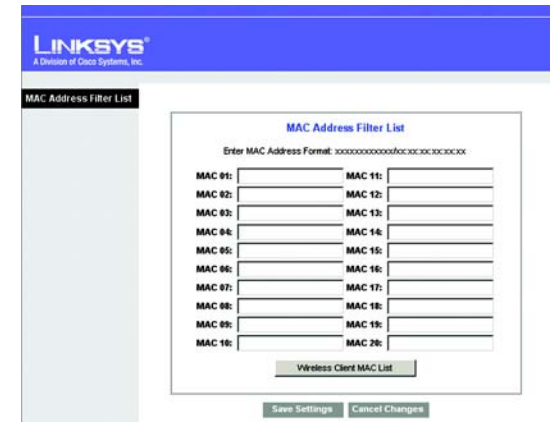 LINKSYS®
A Division of Cisco Systems, Inc.
MAC Address Filter List
MAC Address Filter List
Enter MAC Address Format: xxxxxxxxxxxx/xx:xx:xx:xx:xx:xx
MAC 01: MAC 11:
MAC 02: MAC 12:
MAC 03: MAC 13:
MAC 04: MAC 14:
MAC 05: MAC 15:
MAC 06: MAC 16:
MAC 07: MAC 17:
MAC 08: MAC 18:
MAC 09: MAC 19:
MAC 10: MAC 20:
Wireless Client MAC List
Save Settings Cancel Changes